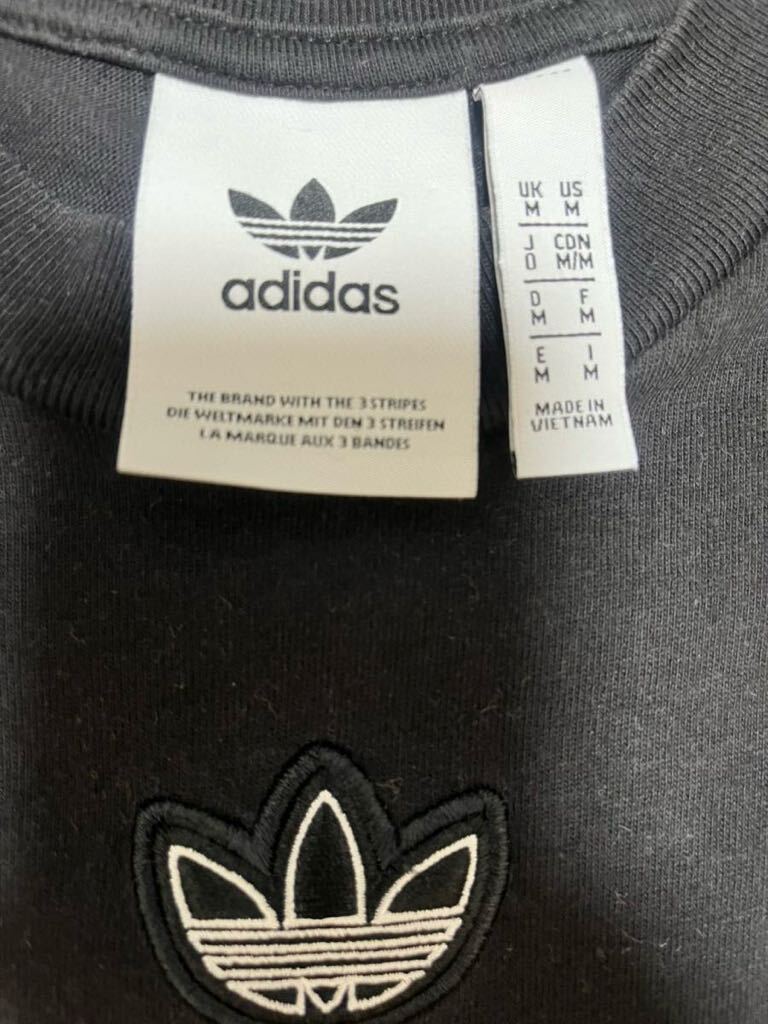 adidas
THE BRAND WITH THE 3 STRIPES
DIE WELTMARKE MIT DEN 3 STREIFEN
LA MARQUE AUX 3 BANDES
UK US
M M
J CDN
O M/M
D F
M M
E I
M M
MADE IN
VIETNAM